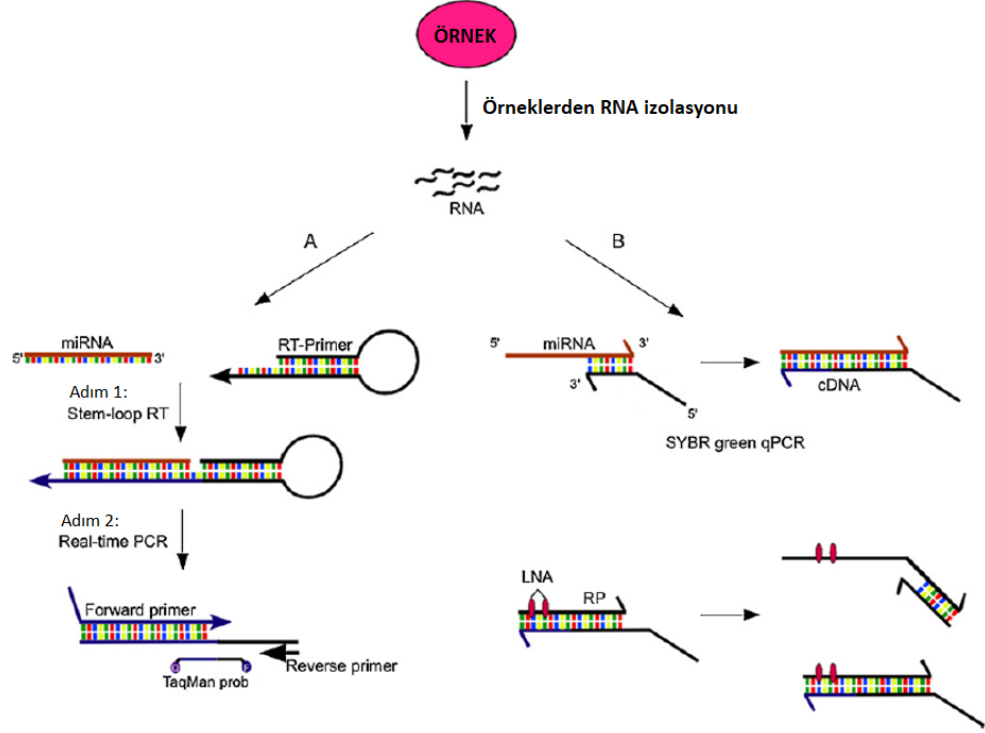 ÖRNEK
Örneklerden RNA izolasyonu
RNA
A
B
miRNA
5'
3'
RT-Primer
Adım 1:
Stem-loop RT
Adım 2:
Real-time PCR
Forward primer
Reverse primer
Q
F
TaqMan prob
5'
miRNA
3'
3'
5'
cDNA
SYBR green qPCR
LNA
RP